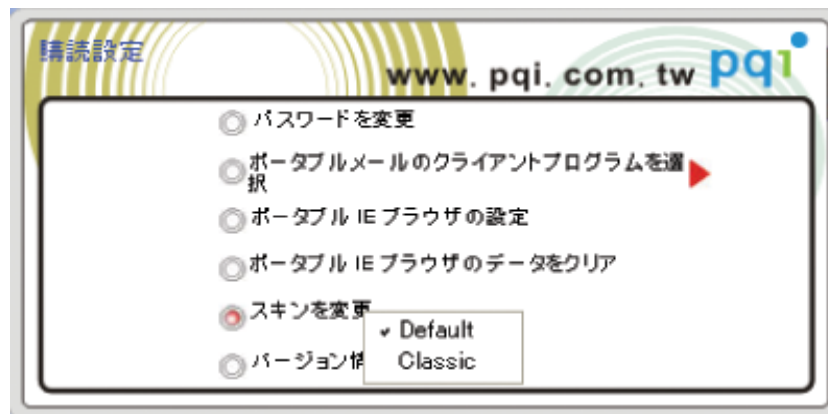 購読設定
www. pqi. com. tw pqi
パスワードを変更
ポータブルメールのクライアントプログラムを選
択
ポータブル IE ブラウザの設定
ポータブル IE ブラウザのデータをクリア
スキンを変更
Default
Classic
バージョン情